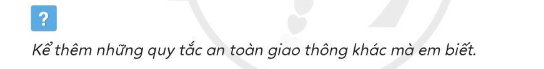 ?
Kể thêm những quy tắc an toàn giao thông khác mà em biết.